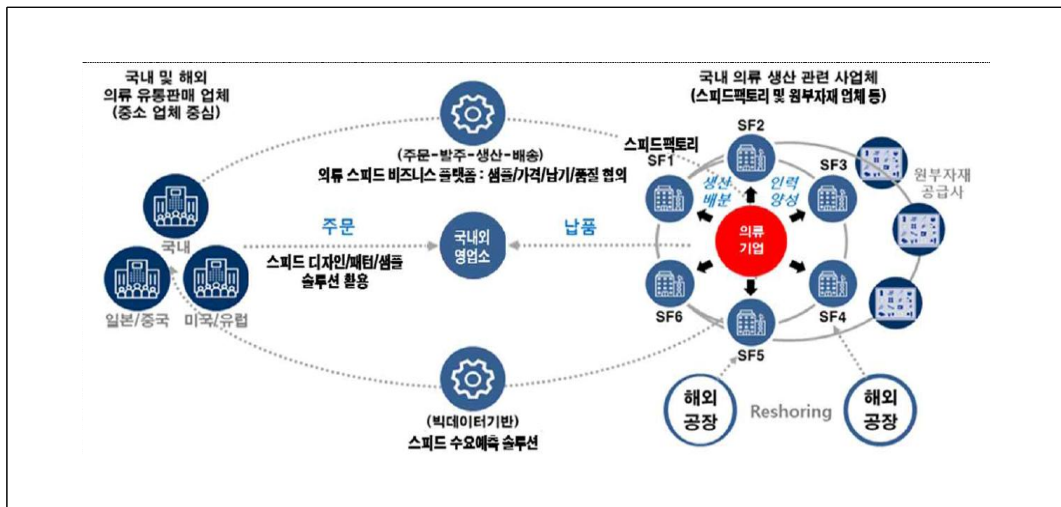 국내 및 해외
의류 유통판매 업체
(중소 업체 중심)
국내 의류 생산 관련 사업체
(스피드팩토리 및 원부자재 업체 등)
(주문-발주-생산-배송)
의류 스피드 비즈니스 플랫폼 : 샘플/가격/납기/품질 협의
스피드팩토리
SF1
SF2
SF3
생산
배분
인력
양성
원부자재
공급사
국내
일본/중국
미국/유럽
주문
스피드 디자인/패턴/샘플
솔루션 활용
국내외
영업소
납품
의류
기업
SF6
SF5
SF4
해외
공장
Reshoring
해외
공장
(빅데이터기반)
스피드 수요예측 솔루션